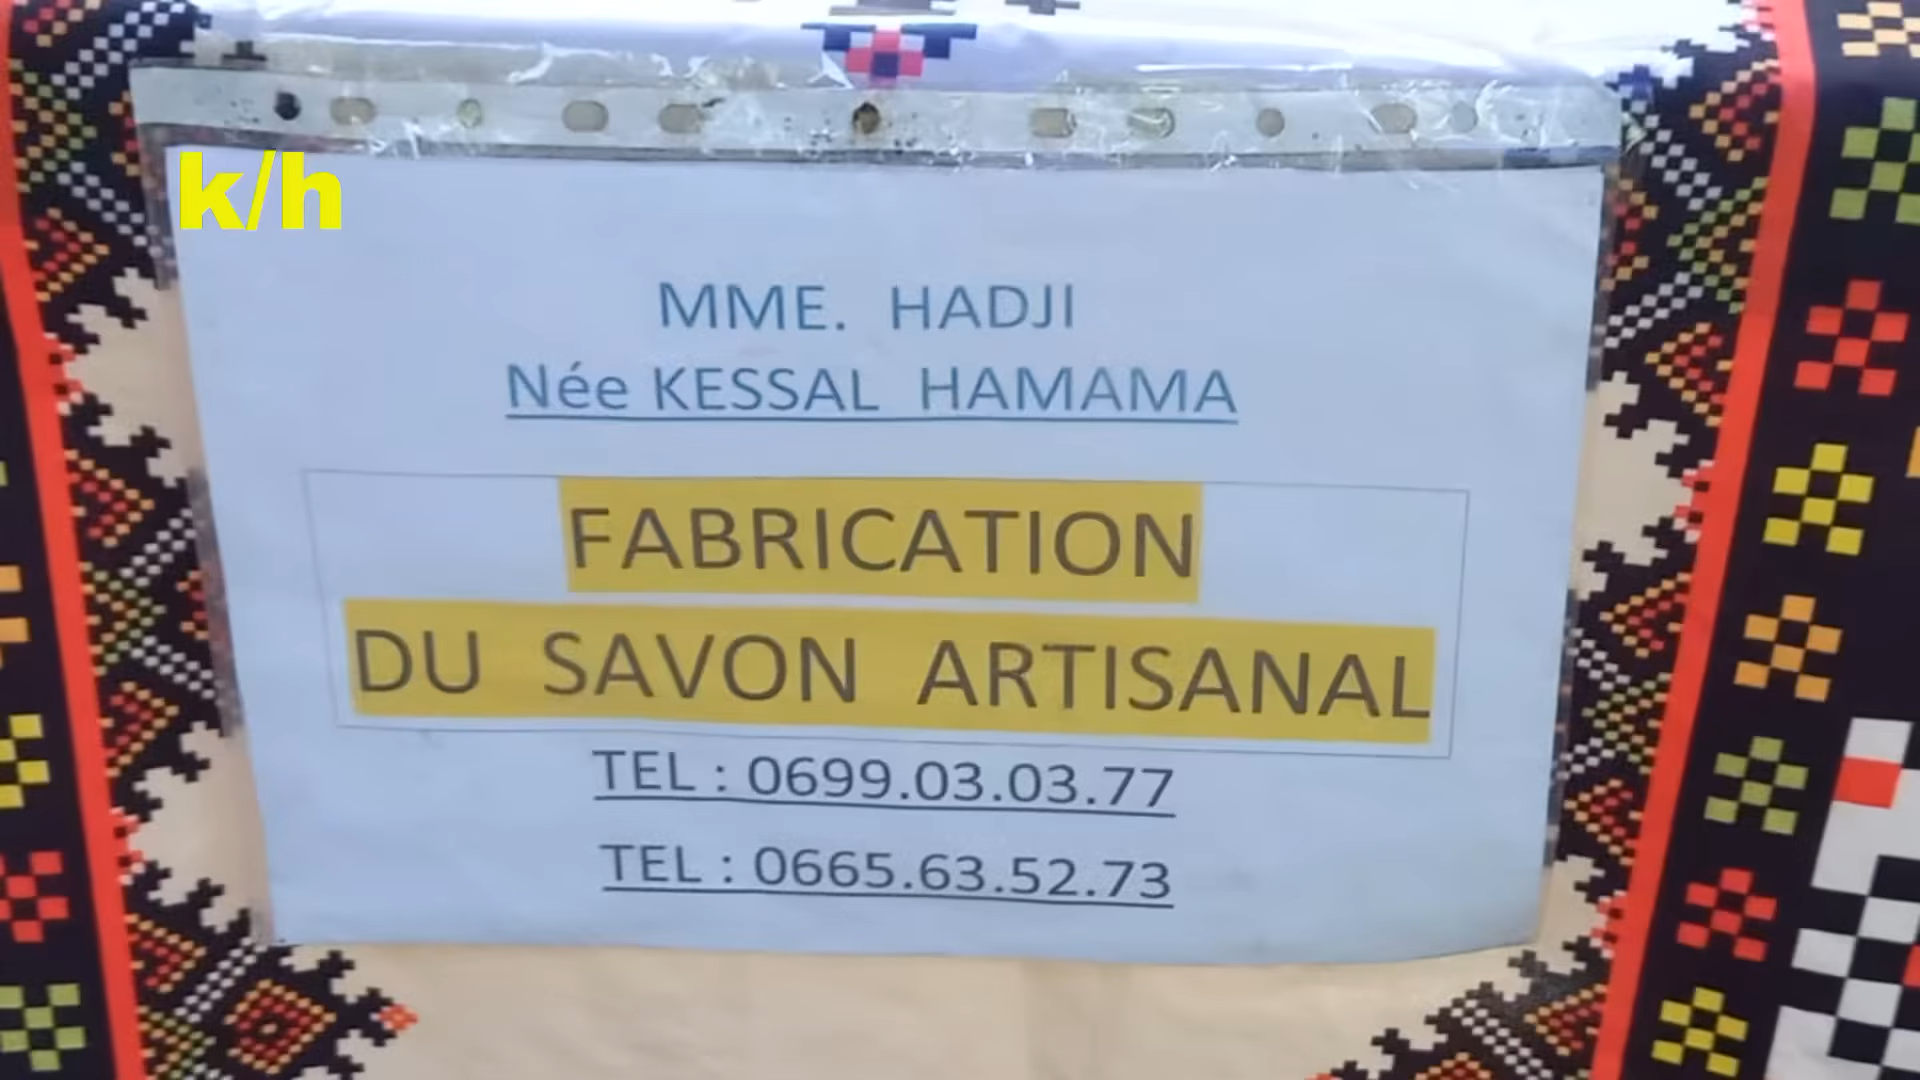 k/h
MME. HADJI
Née KESSAL HAMAMA
FABRICATION
DU SAVON ARTISANAL
TEL : 0699.03.03.77
TEL : 0665.63.52.73